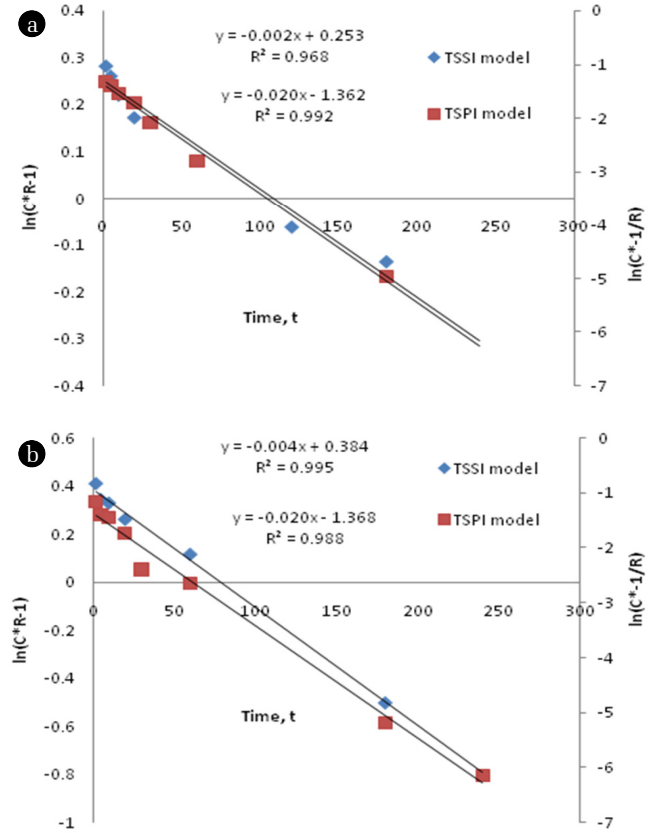 a
y = -0.002x + 0.253
R² = 0.968
y = -0.020x - 1.362
R² = 0.992
TSSI model
TSPI model
0.4
0.3
0.2
0.1
0
-0.1
-0.2
-0.3
-0.4
ln(C*R-1)
0 50 100 150 200 250 300
Time, t
0
-1
-2
-3
-4
-5
-6
-7
ln(C*-1/R)
b
y = -0.004x + 0.384
R² = 0.995
y = -0.020x - 1.368
R² = 0.988
TSSI model
TSPI model
0.6
0.4
0.2
0
-0.2
-0.4
-0.6
-0.8
-1
ln(C*R-1)
0 50 100 150 200 250 300
Time, t
0
-1
-2
-3
-4
-5
-6
-7
ln(C*-1/R)